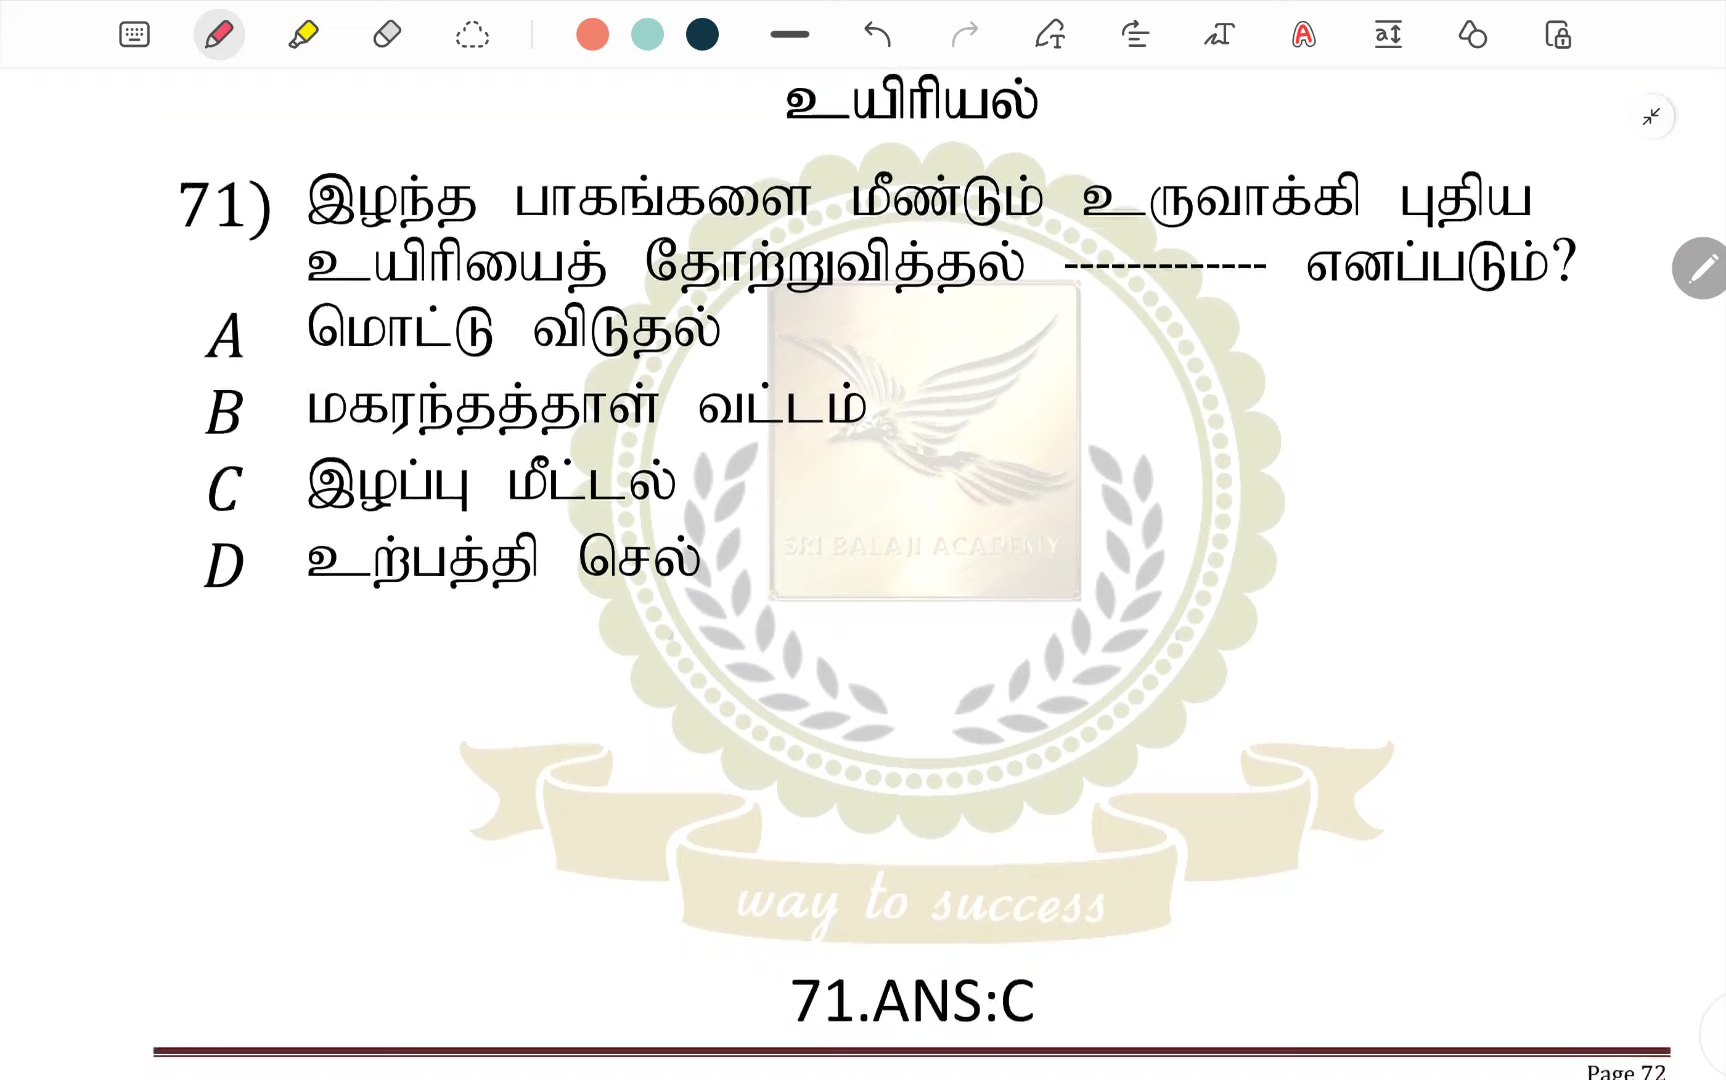 உயிரியல்
71) இழந்த பாகங்களை மீண்டும் உருவாக்கி புதிய
உயிரியைத் தோற்றுவித்தல் ------------- எனப்படும்?
A மொட்டு விடுதல்
B மகரந்தத்தாள் வட்டம்
C இழப்பு மீட்டல்
D உற்பத்தி செல்
SRI BALAJI ACADEMY
way to success
71.ANS:C
Page 72